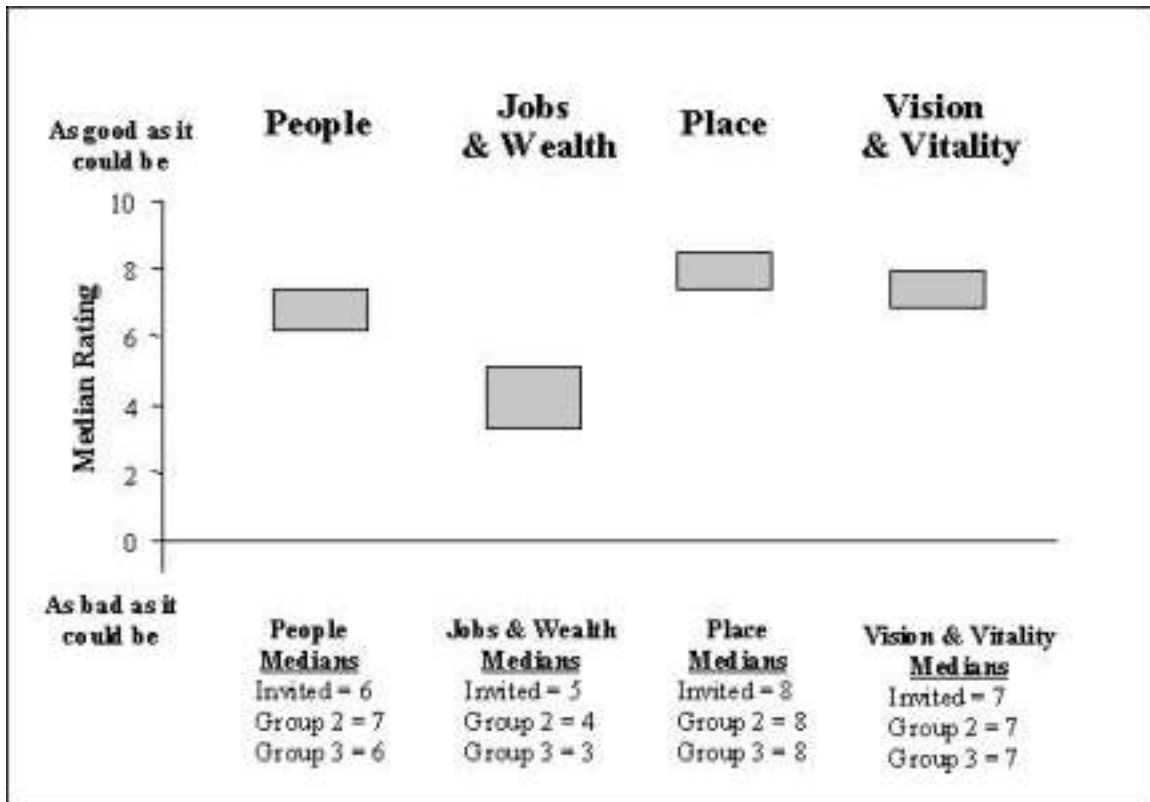 As good as it
could be
People
Jobs
& Wealth
Place
Vision
& Vitality
Median Rating
10
8
6
4
2
0
As bad as it
could be
People
Medians
Invited = 6
Group 2 = 7
Group 3 = 6
Jobs & Wealth
Medians
Invited = 5
Group 2 = 4
Group 3 = 3
Place
Medians
Invited = 8
Group 2 = 8
Group 3 = 8
Vision & Vitality
Medians
Invited = 7
Group 2 = 7
Group 3 = 7